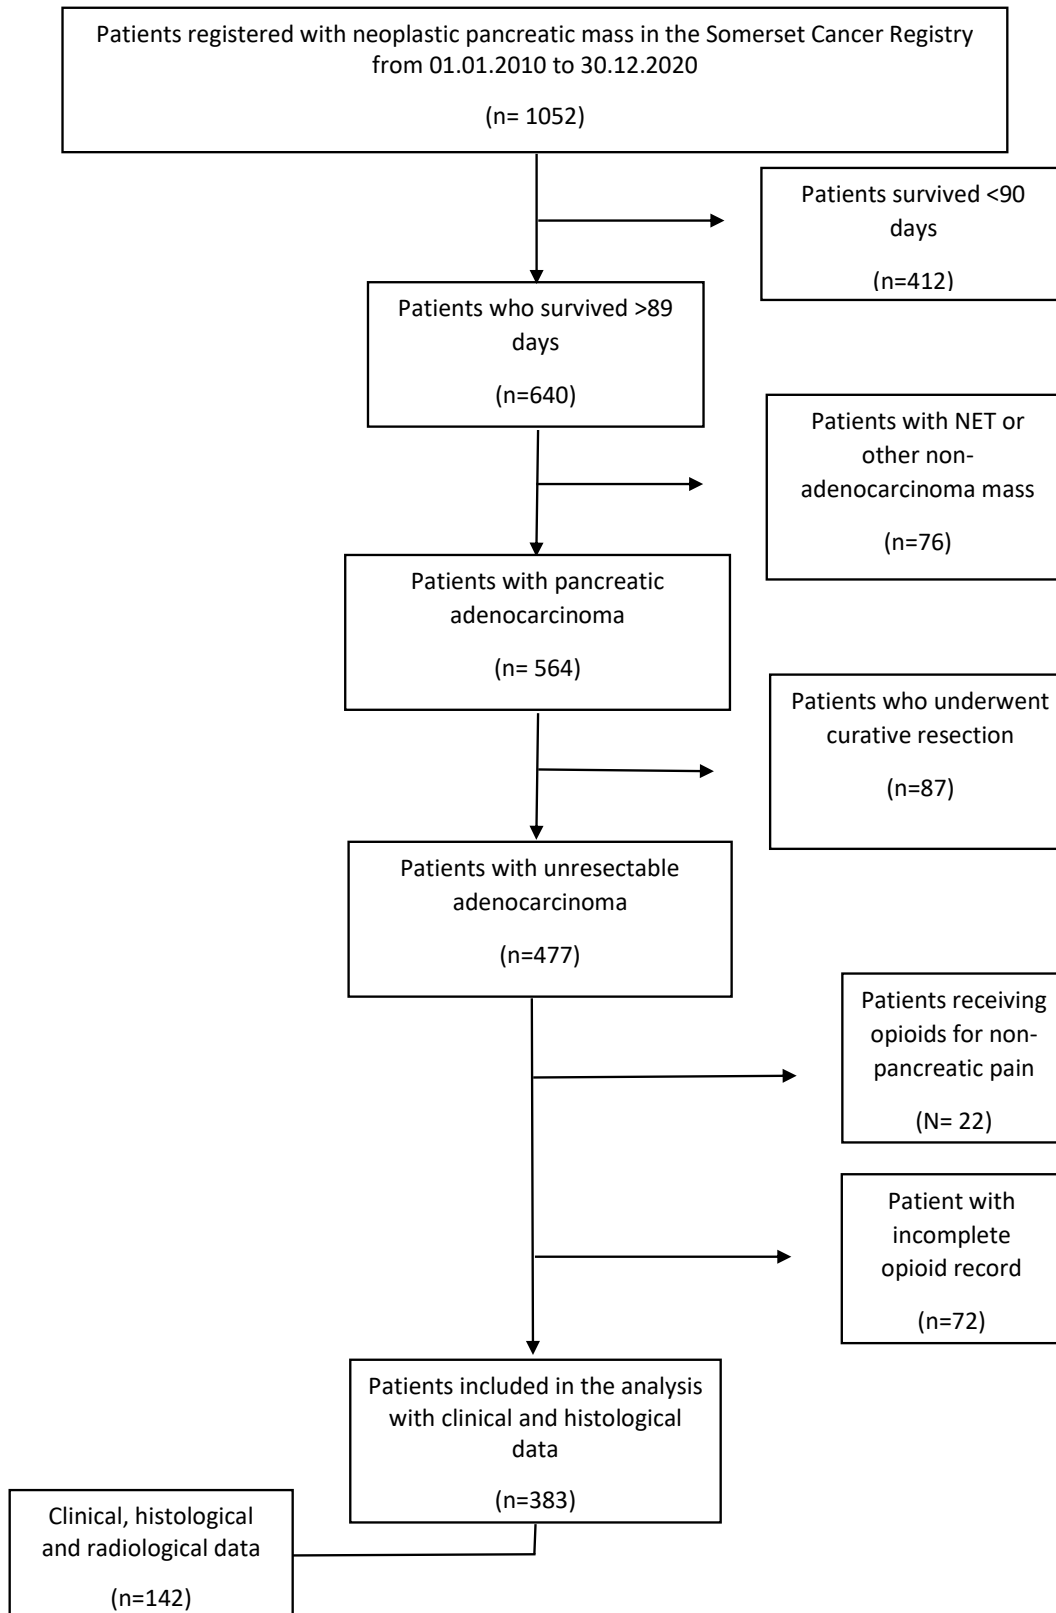 Patients registered with neoplastic pancreatic mass in the Somerset Cancer Registry
from 01.01.2010 to 30.12.2020
(n= 1052)
Patients survived <90
days
(n=412)
Patients who survived >89
days
(n=640)
Patients with NET or
other non-
adenocarcinoma mass
(n=76)
Patients with pancreatic
adenocarcinoma
(n= 564)
Patients who underwent
curative resection
(n=87)
Patients with unresectable
adenocarcinoma
(n=477)
Patients receiving
opioids for non-
pancreatic pain
(N= 22)
Patient with
incomplete
opioid record
(n=72)
Patients included in the analysis
with clinical and histological
data
(n=383)
Clinical, histological
and radiological data
(n=142)